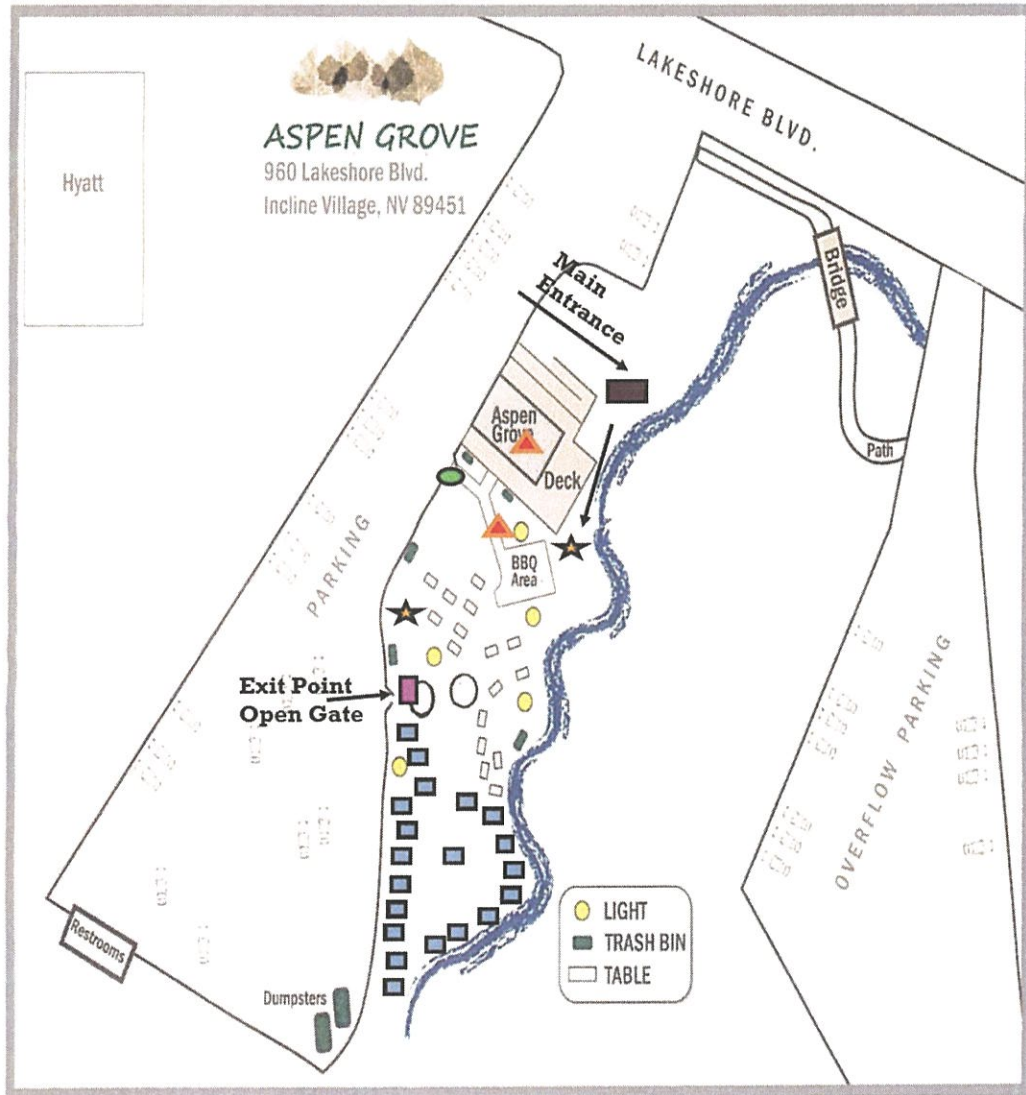 ASPEN GROVE
960 Lakeshore Blvd.
Incline Village, NV 89451
Hyatt
LAKESHORE BLVD.
Bridge
Path
Main
Entrance
Aspen
Grove
Deck
BBQ
Area
PARKING
Exit Point
Open Gate
OVERFLOW PARKING
Restrooms
Dumpsters
LIGHT
TRASH BIN
TABLE